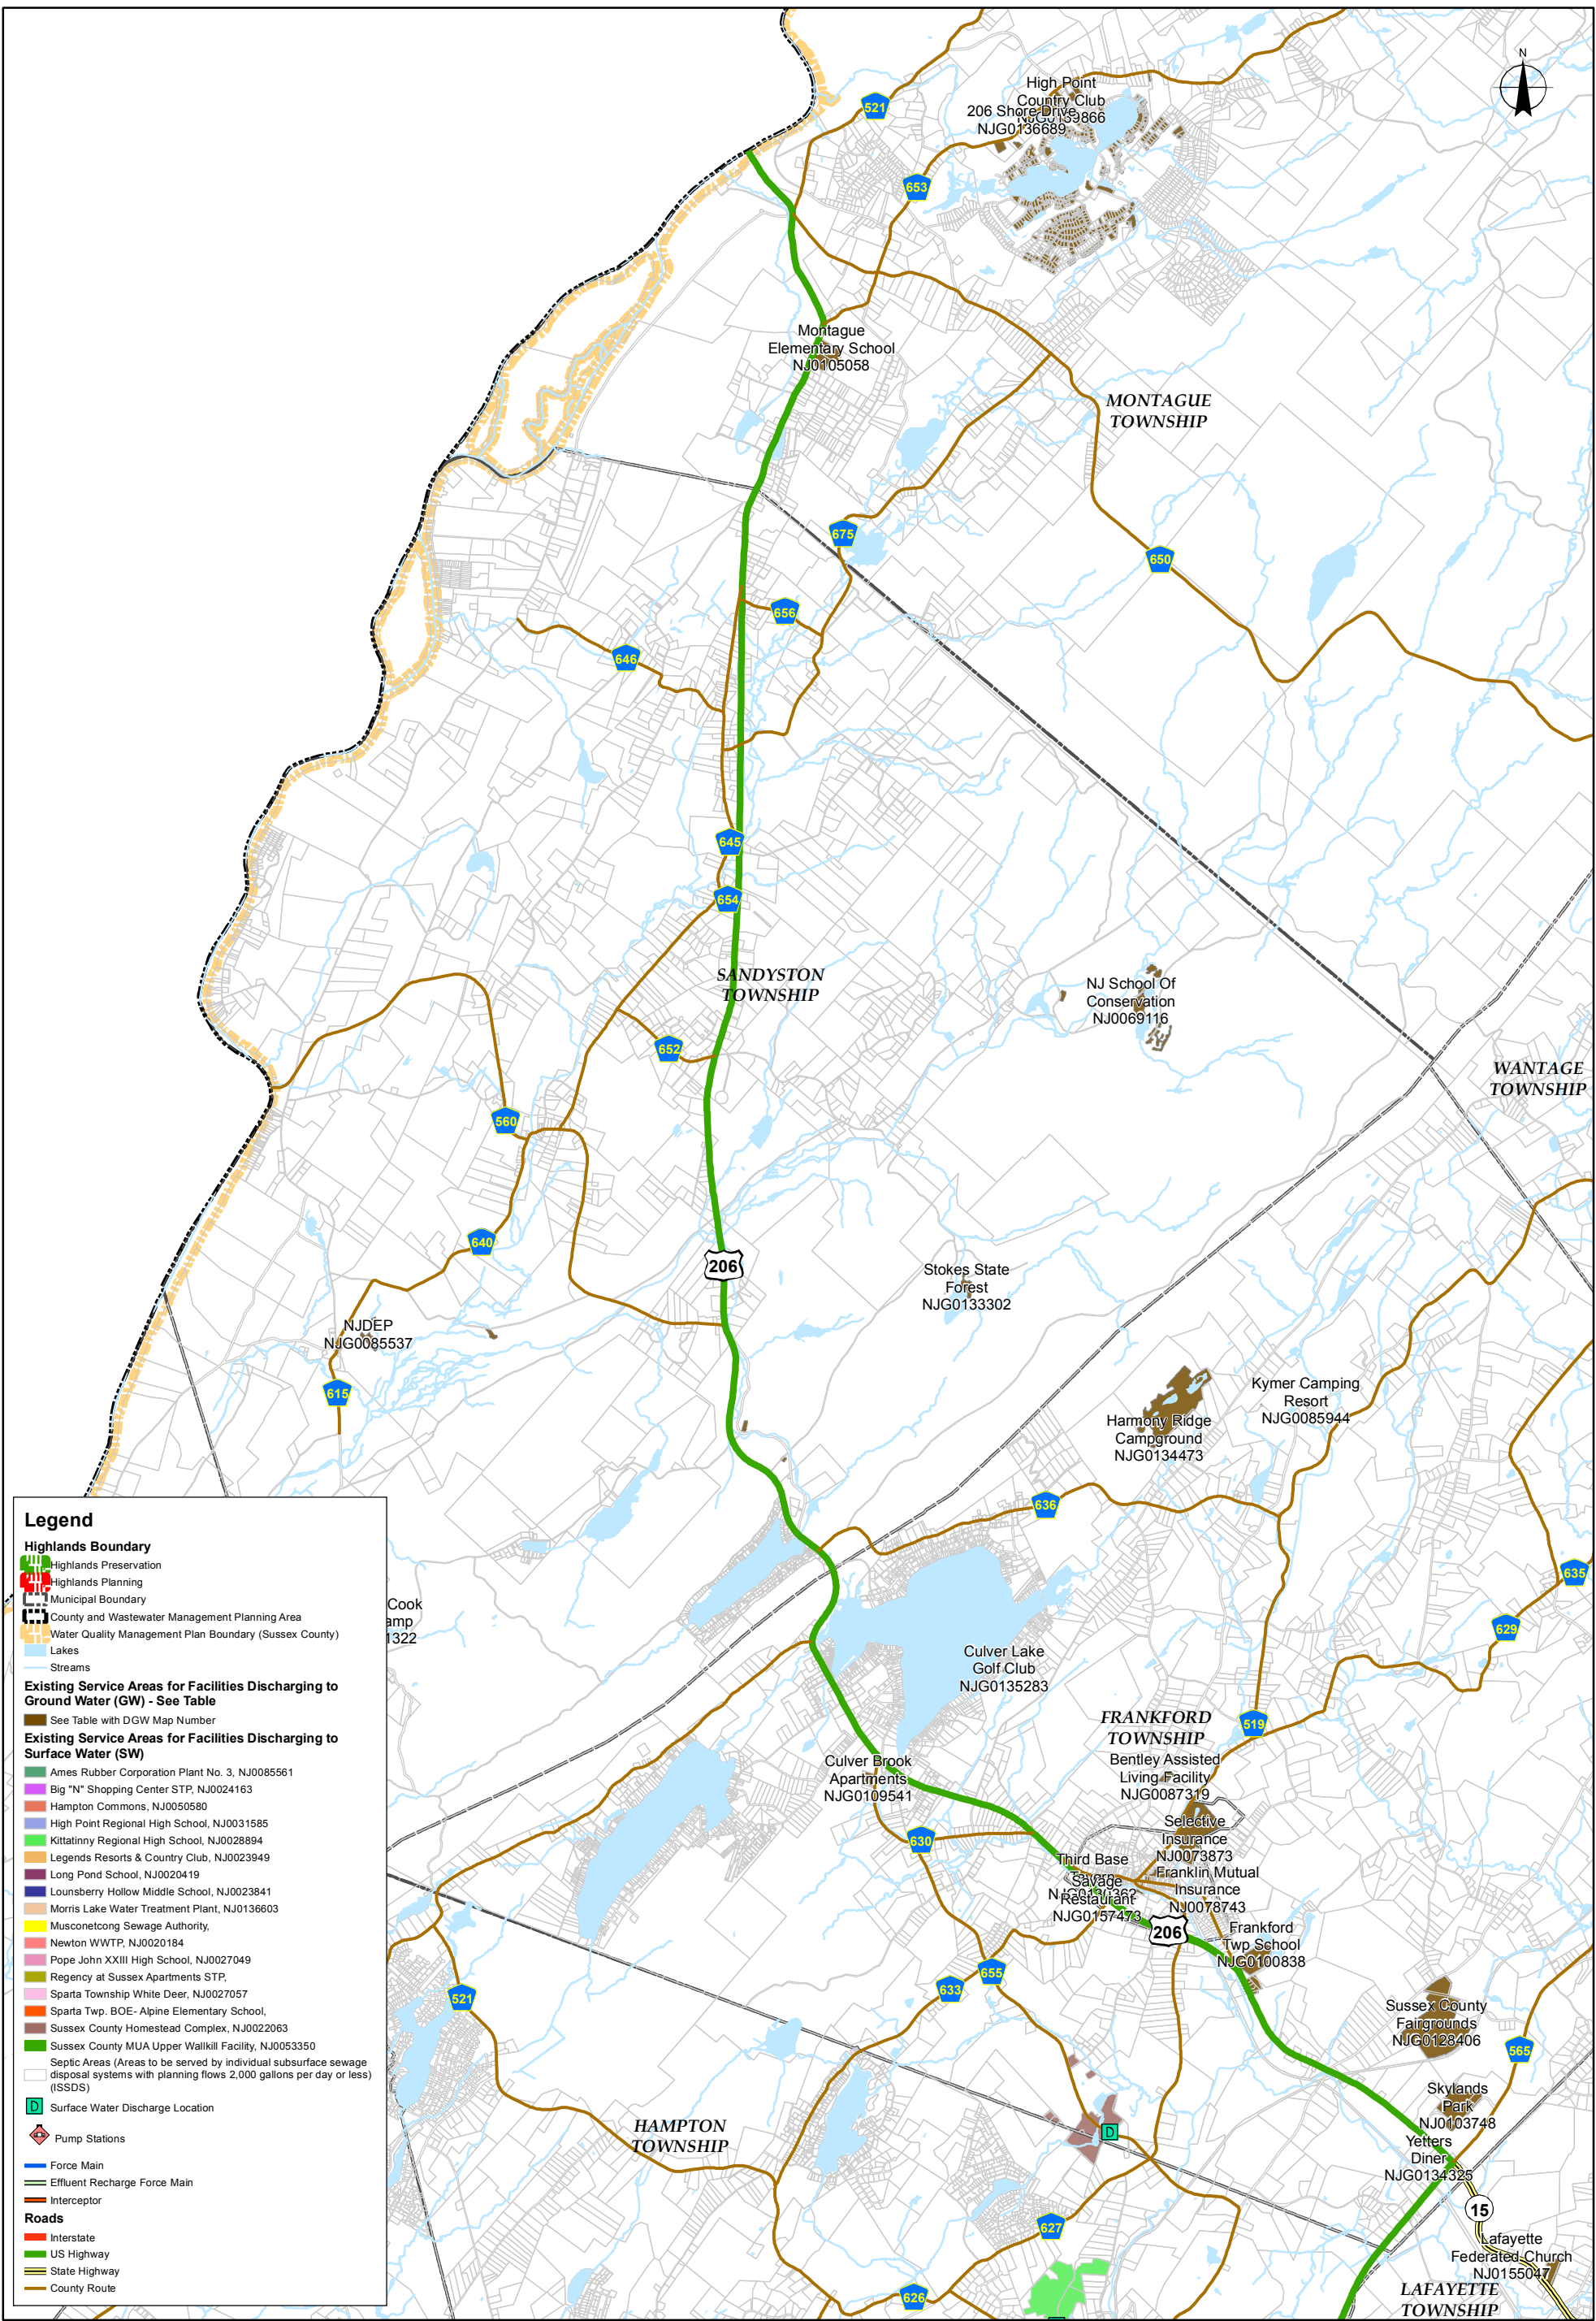 N
521
High Point
Country Club
NJG0139866
206 Shore Drive
NJG0136689
653
Montague
Elementary School
NJ0105058
MONTAGUE
TOWNSHIP
675
650
656
646
645
654
SANDYSTON
TOWNSHIP
NJ School Of
Conservation
NJ0069116
652
WANTAGE
TOWNSHIP
560
640
206
Stokes State
Forest
NJG0133302
NJDEP
NJG0085537
615
Kymer Camping
Resort
NJG0085944
Harmony Ridge
Campground
NJG0134473
636
635
629
Cook
amp
1322
Culver Lake
Golf Club
NJG0135283
FRANKFORD
TOWNSHIP
519
Bentley Assisted
Living Facility
NJG0087319
Culver Brook
Apartments
NJG0109541
Selective
Insurance
NJ0073873
630
Third Base
Savage
Restaurant
NJG0157473
Franklin Mutual
Insurance
NJ0078743
206
Frankford
Twp School
NJG0100838
655
633
521
Sussex County
Fairgrounds
NJG0128406
565
Skylands
Park
NJ0103748
HAMPTON
TOWNSHIP
D
Yetters
Diner
NJG0134325
15
627
Lafayette
Federated Church
NJ0155047
626
LAFAYETTE
TOWNSHIP
Legend
Highlands Boundary
Highlands Preservation
Highlands Planning
Municipal Boundary
County and Wastewater Management Planning Area
Water Quality Management Plan Boundary (Sussex County)
Lakes
Streams
Existing Service Areas for Facilities Discharging to
Ground Water (GW) - See Table
See Table with DGW Map Number
Existing Service Areas for Facilities Discharging to
Surface Water (SW)
Ames Rubber Corporation Plant No. 3, NJ0085561
Big "N" Shopping Center STP, NJ0024163
Hampton Commons, NJ0050580
High Point Regional High School, NJ0031585
Kittatinny Regional High School, NJ0028894
Legends Resorts & Country Club, NJ0023949
Long Pond School, NJ0020419
Lounsberry Hollow Middle School, NJ0023841
Morris Lake Water Treatment Plant, NJ0136603
Musconetcong Sewage Authority,
Newton WWTP, NJ0020184
Pope John XXIII High School, NJ0027049
Regency at Sussex Apartments STP,
Sparta Township White Deer, NJ0027057
Sparta Twp. BOE- Alpine Elementary School,
Sussex County Homestead Complex, NJ0022063
Sussex County MUA Upper Wallkill Facility, NJ0053350
Septic Areas (Areas to be served by individual subsurface sewage
disposal systems with planning flows 2,000 gallons per day or less)
(ISSDS)
D Surface Water Discharge Location
Pump Stations
Force Main
Effluent Recharge Force Main
Interceptor
Roads
Interstate
US Highway
State Highway
County Route